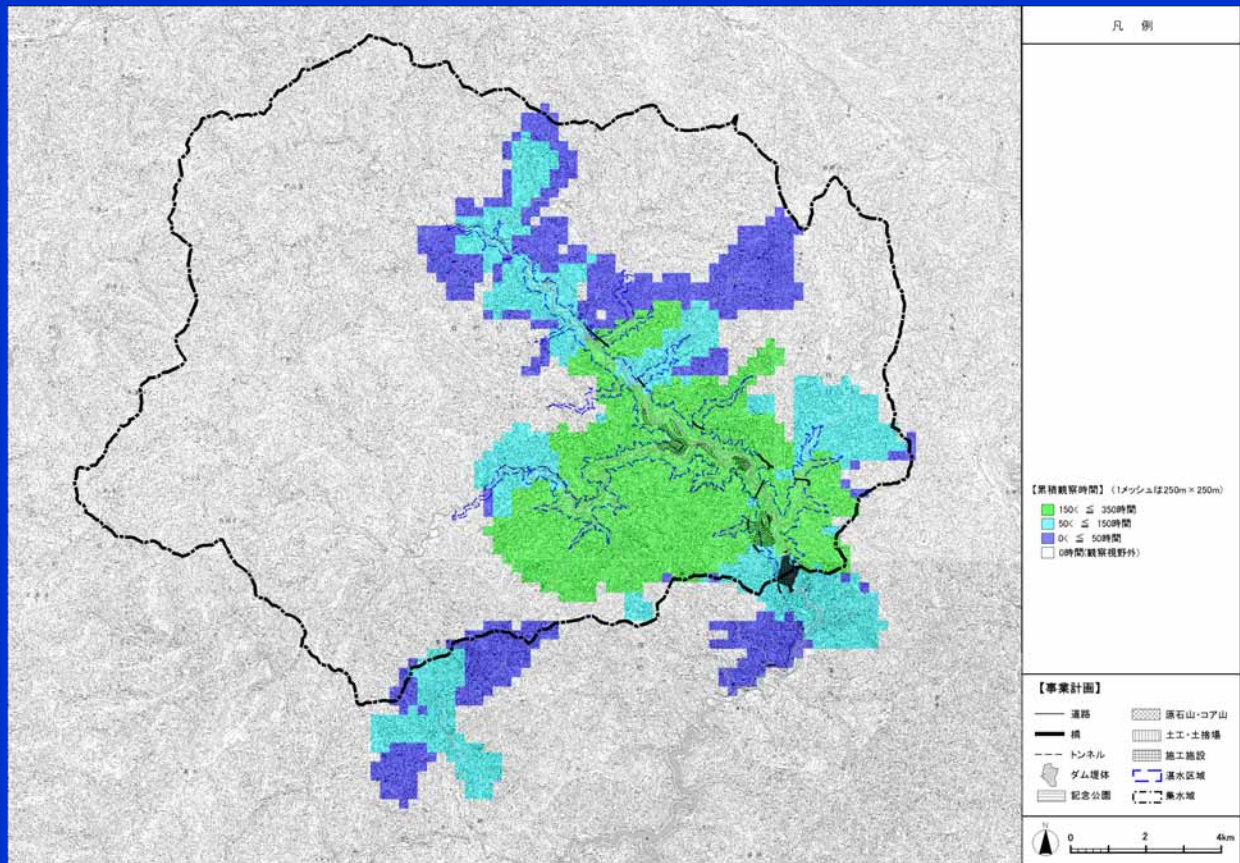 凡 例
【累積観察時間】 (1メッシュは250m×250m)
150< ≦ 350時間
50< ≦ 150時間
0< ≦ 50時間
0時間(観察視野外)
【事業計画】
道路
原石山・コア山
橋
土工・土捨場
トンネル
施工施設
ダム堤体
湛水区域
記念公園
集水域
N
0 2 4km